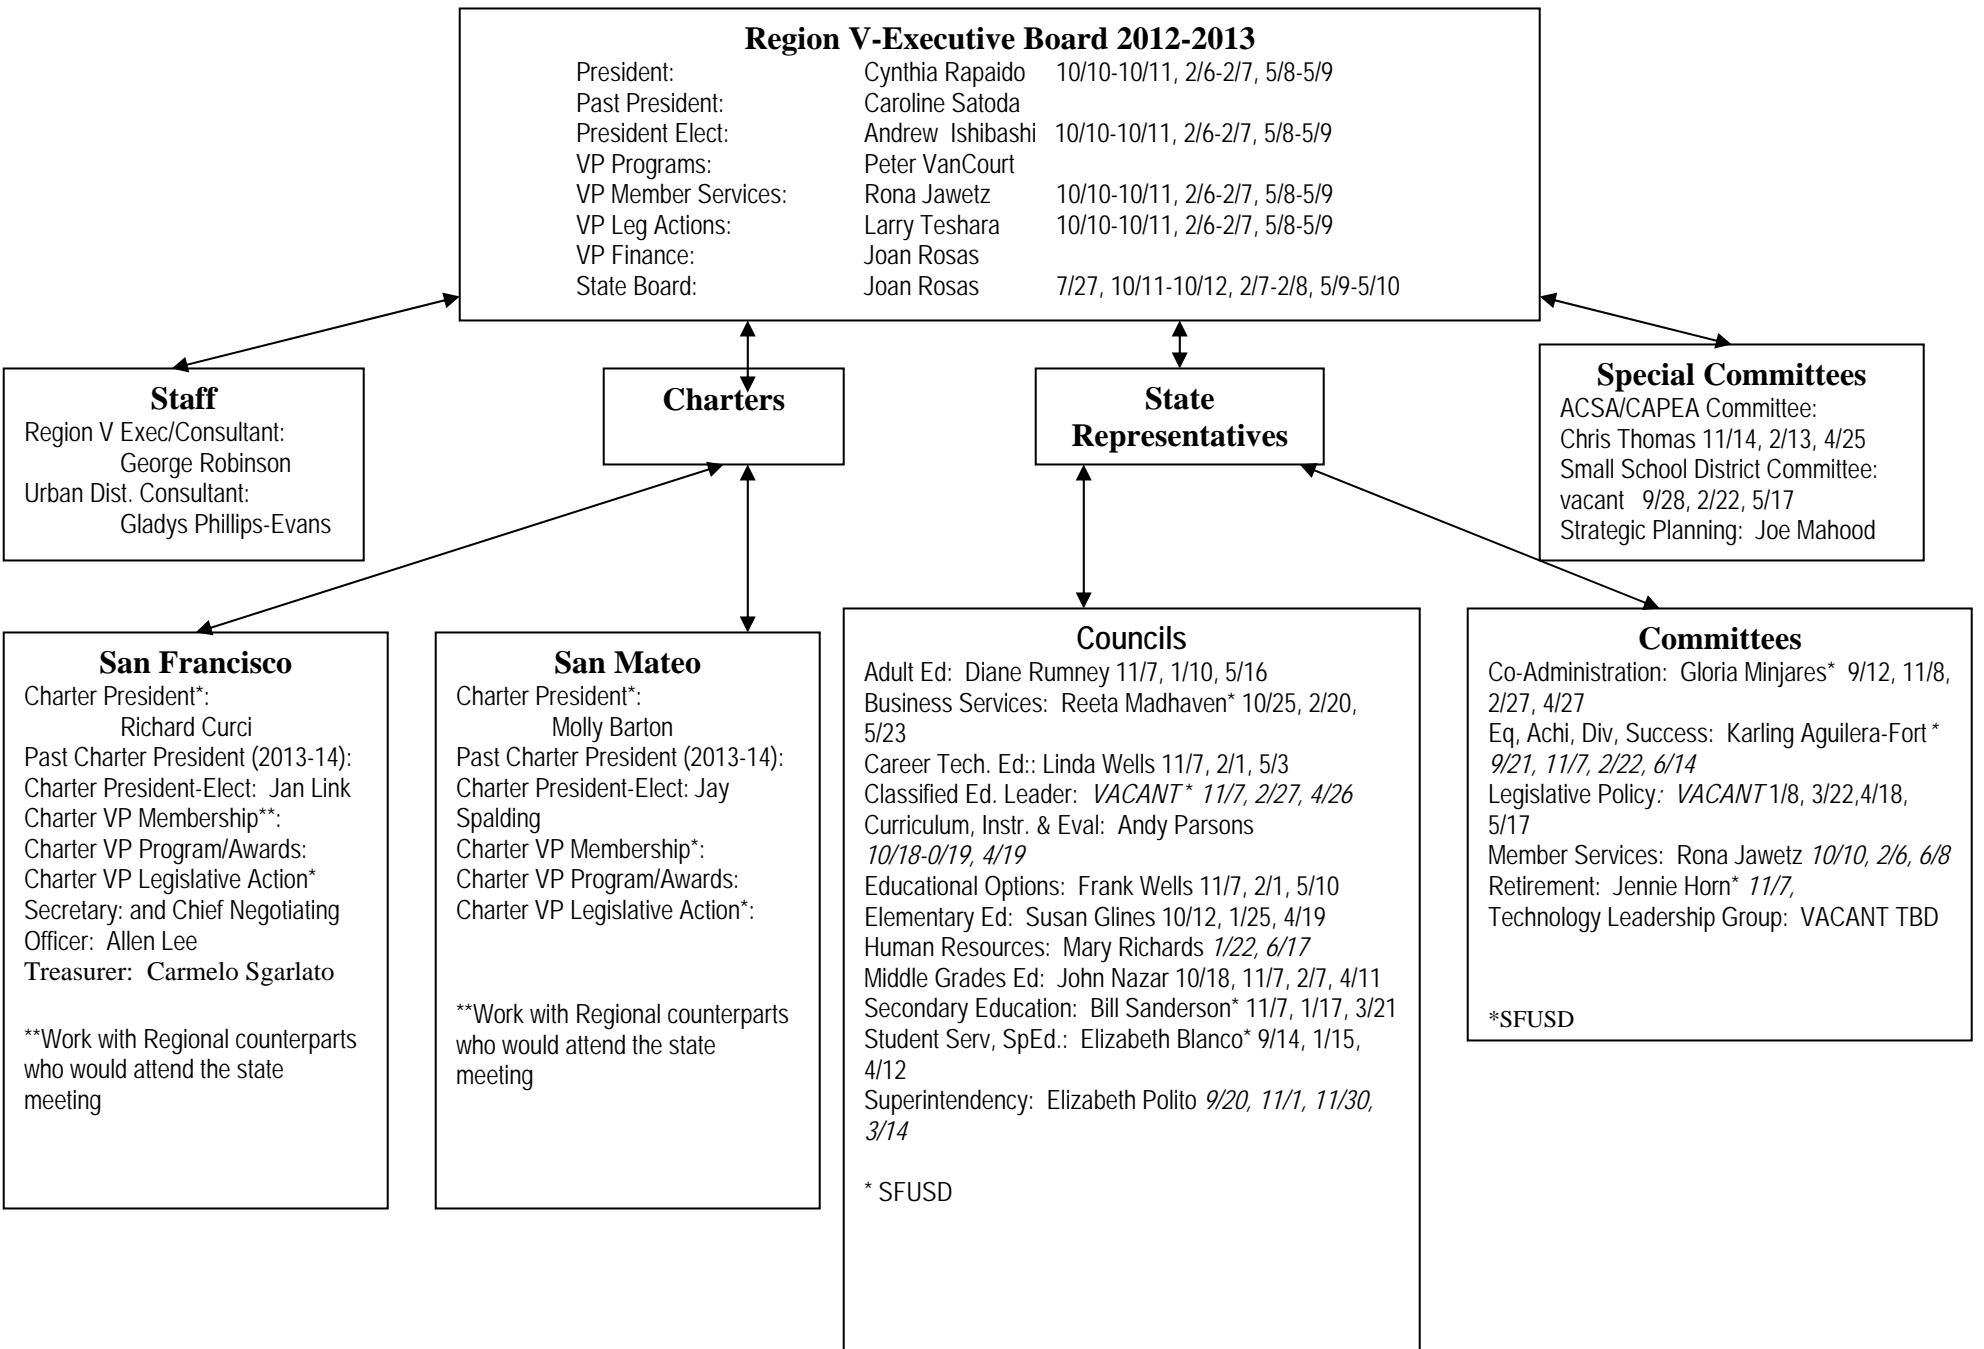 Region V-Executive Board 2012-2013
President: Cynthia Rapaido 10/10-10/11, 2/6-2/7, 5/8-5/9
Past President: Caroline Satoda
President Elect: Andrew Ishibashi 10/10-10/11, 2/6-2/7, 5/8-5/9
VP Programs: Peter VanCourt
VP Member Services: Rona Jawetz 10/10-10/11, 2/6-2/7, 5/8-5/9
VP Leg Actions: Larry Teshara 10/10-10/11, 2/6-2/7, 5/8-5/9
VP Finance: Joan Rosas
State Board: Joan Rosas 7/27, 10/11-10/12, 2/7-2/8, 5/9-5/10
Staff
Region V Exec/Consultant:
George Robinson
Urban Dist. Consultant:
Gladys Phillips-Evans
Charters
State
Representatives
Special Committees
ACSA/CAPEA Committee:
Chris Thomas 11/14, 2/13, 4/25
Small School District Committee:
vacant 9/28, 2/22, 5/17
Strategic Planning: Joe Mahood
San Francisco
Charter President*:
Richard Curci
Past Charter President (2013-14):
Charter President-Elect: Jan Link
Charter VP Membership**:
Charter VP Program/Awards:
Charter VP Legislative Action*
Secretary: and Chief Negotiating
Officer: Allen Lee
Treasurer: Carmelo Sgarlato
**Work with Regional counterparts
who would attend the state
meeting
San Mateo
Charter President*:
Molly Barton
Past Charter President (2013-14):
Charter President-Elect: Jay
Spalding
Charter VP Membership*:
Charter VP Program/Awards:
Charter VP Legislative Action*:
**Work with Regional counterparts
who would attend the state
meeting
Councils
Adult Ed: Diane Rumney 11/7, 1/10, 5/16
Business Services: Reeta Madhaven* 10/25, 2/20,
5/23
Career Tech. Ed:: Linda Wells 11/7, 2/1, 5/3
Classified Ed. Leader: VACANT* 11/7, 2/27, 4/26
Curriculum, Instr. & Eval: Andy Parsons
10/18-0/19, 4/19
Educational Options: Frank Wells 11/7, 2/1, 5/10
Elementary Ed: Susan Glines 10/12, 1/25, 4/19
Human Resources: Mary Richards 1/22, 6/17
Middle Grades Ed: John Nazar 10/18, 11/7, 2/7, 4/11
Secondary Education: Bill Sanderson* 11/7, 1/17, 3/21
Student Serv, SpEd.: Elizabeth Blanco* 9/14, 1/15,
4/12
Superintendency: Elizabeth Polito 9/20, 11/1, 11/30,
3/14
* SFUSD
Committees
Co-Administration: Gloria Minjares* 9/12, 11/8,
2/27, 4/27
Eq, Achi, Div, Success: Karling Aguilera-Fort *
9/21, 11/7, 2/22, 6/14
Legislative Policy: VACANT 1/8, 3/22,4/18,
5/17
Member Services: Rona Jawetz 10/10, 2/6, 6/8
Retirement: Jennie Horn* 11/7,
Technology Leadership Group: VACANT TBD
*SFUSD